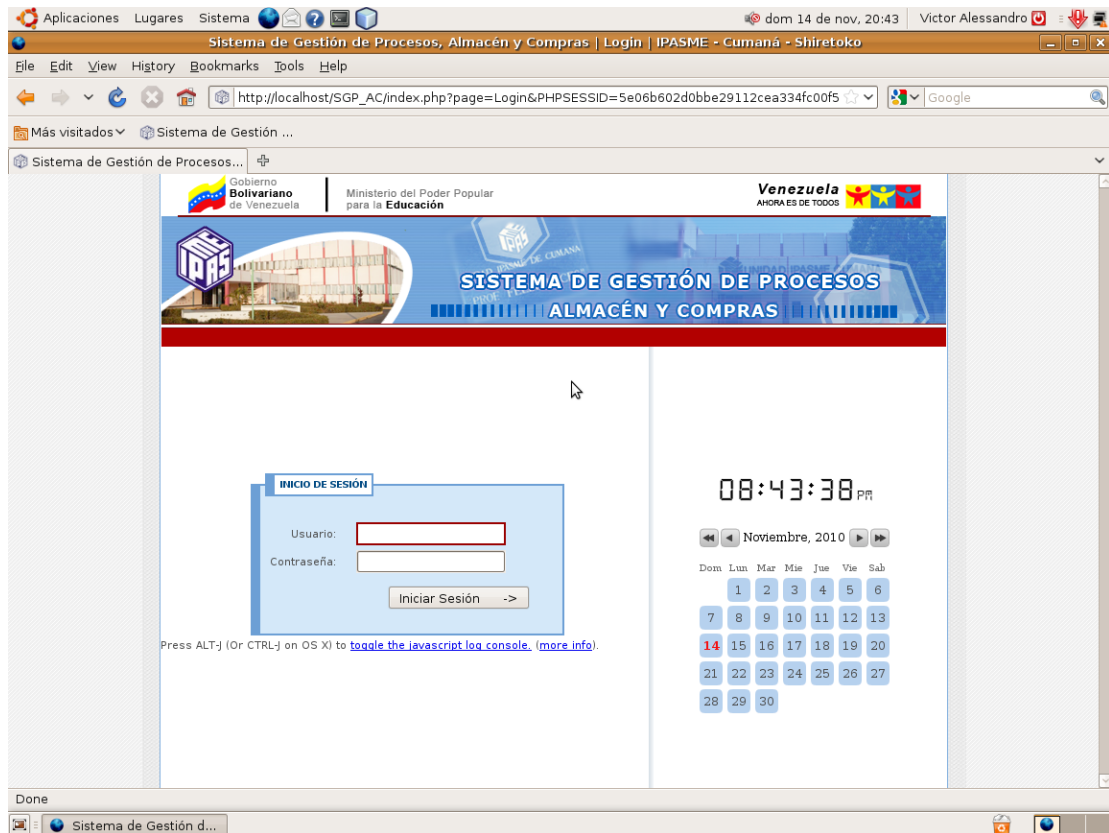 Aplicaciones Lugares Sistema dom 14 de nov, 20:43 Victor Alessandro
Sistema de Gestión de Procesos, Almacén y Compras | Login | IPASME - Cumaná - Shiretoko
File Edit View History Bookmarks Tools Help
http://localhost/SGP_AC/index.php?page=Login&PHPSESSID=5e06b602d0bbe29112cea334fc00f5 Google
Más visitados Sistema de Gestión ...
Sistema de Gestión de Procesos...
Gobierno
Bolivariano
de Venezuela
Ministerio del Poder Popular
para la Educación
Venezuela
AHORA ES DE TODOS
IPAS
SISTEMA DE GESTIÓN DE PROCESOS
ALMACÉN Y COMPRAS
INICIO DE SESIÓN
Usuario:
Contraseña:
Iniciar Sesión ->
Press ALT-J (Or CTRL-J on OS X) to toggle the javascript log console. (more info).
08:43:38 PM
Noviembre, 2010
Dom Lun Mar Mie Jue Vie Sab
1 2 3 4 5 6
7 8 9 10 11 12 13
14 15 16 17 18 19 20
21 22 23 24 25 26 27
28 29 30
Done
Sistema de Gestión d...